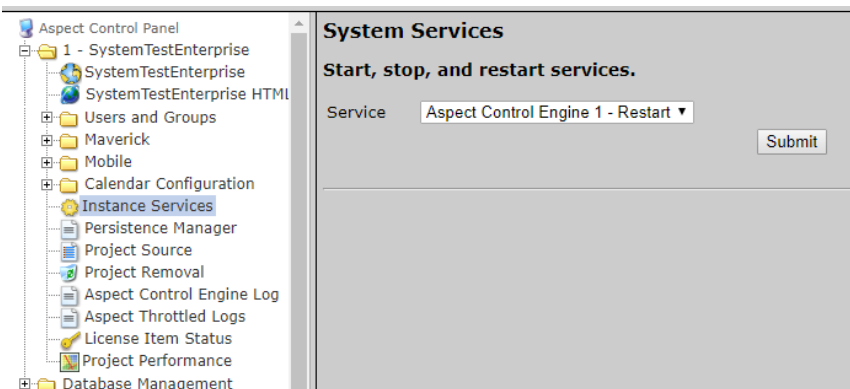 Aspect Control Panel
1 - SystemTestEnterprise
SystemTestEnterprise
SystemTestEnterprise HTML
Users and Groups
Maverick
Mobile
Calendar Configuration
Instance Services
Persistence Manager
Project Source
Project Removal
Aspect Control Engine Log
Aspect Throttled Logs
License Item Status
Project Performance
Database Management
System Services
Start, stop, and restart services.
Service Aspect Control Engine 1 - Restart
Submit